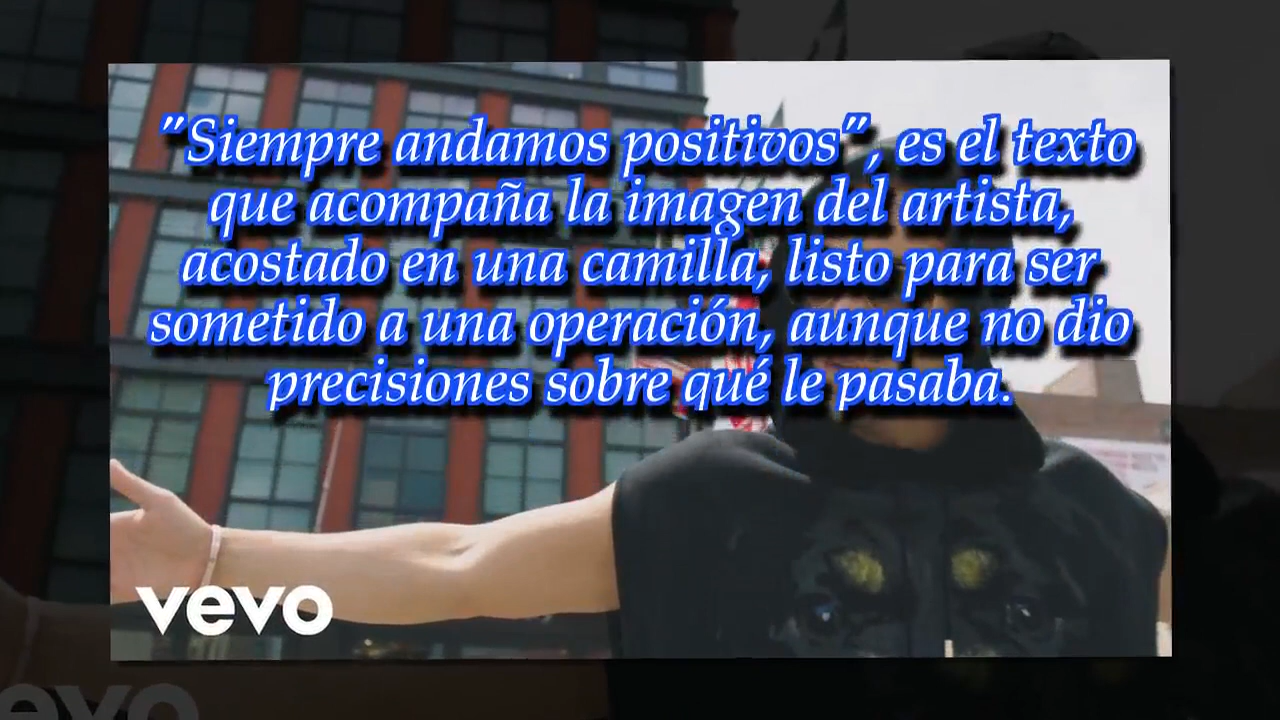 "Siempre andamos positivos", es el texto
que acompaña la imagen del artista,
acostado en una camilla, listo para ser
sometido a una operación, aunque no dio
precisiones sobre qué le pasaba.
vevo
evo